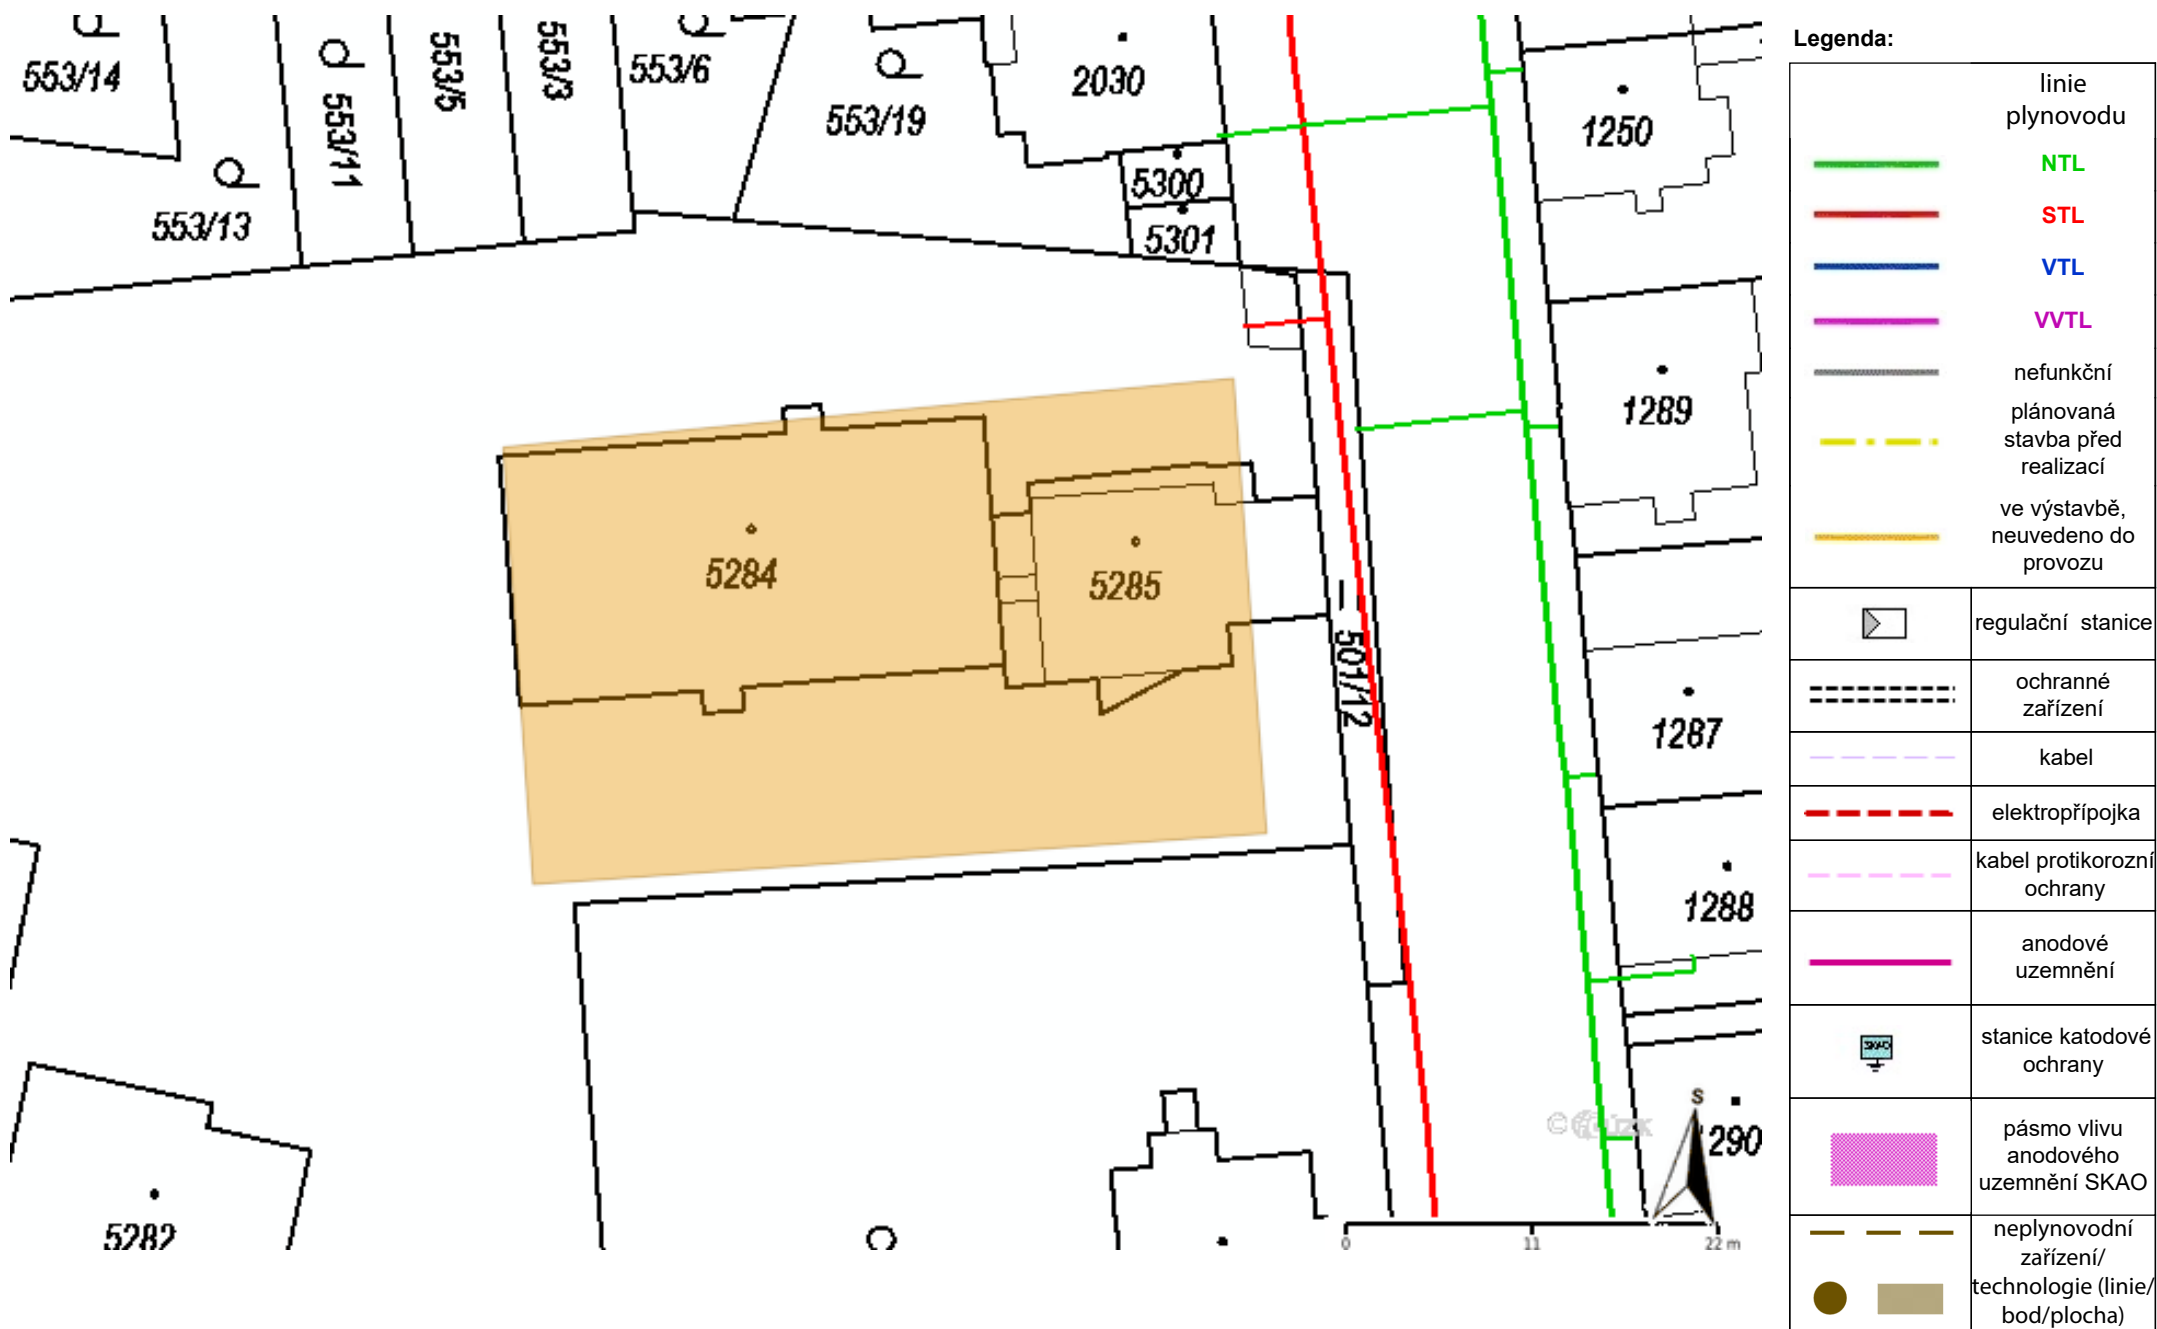 553/14
553/11
553/5
553/3
553/6
553/19
2030
1250
553/13
5300
5301
1289
5284
5285
501/12
1287
1288
5282
290
S
0 11 22 m
©
Legenda:
linie
plynovodu
NTL
STL
VTL
VVTL
nefunkční
plánovaná
stavba před
realizací
ve výstavbě,
neuvedeno do
provozu
regulační stanice
ochranné
zařízení
kabel
elektropřípojka
kabel protikorozní
ochrany
anodové
uzemnění
SKAO
stanice katodové
ochrany
pásmo vlivu
anodového
uzemnění SKAO
neplynovodní
zařízení/
technologie (linie/
bod/plocha)